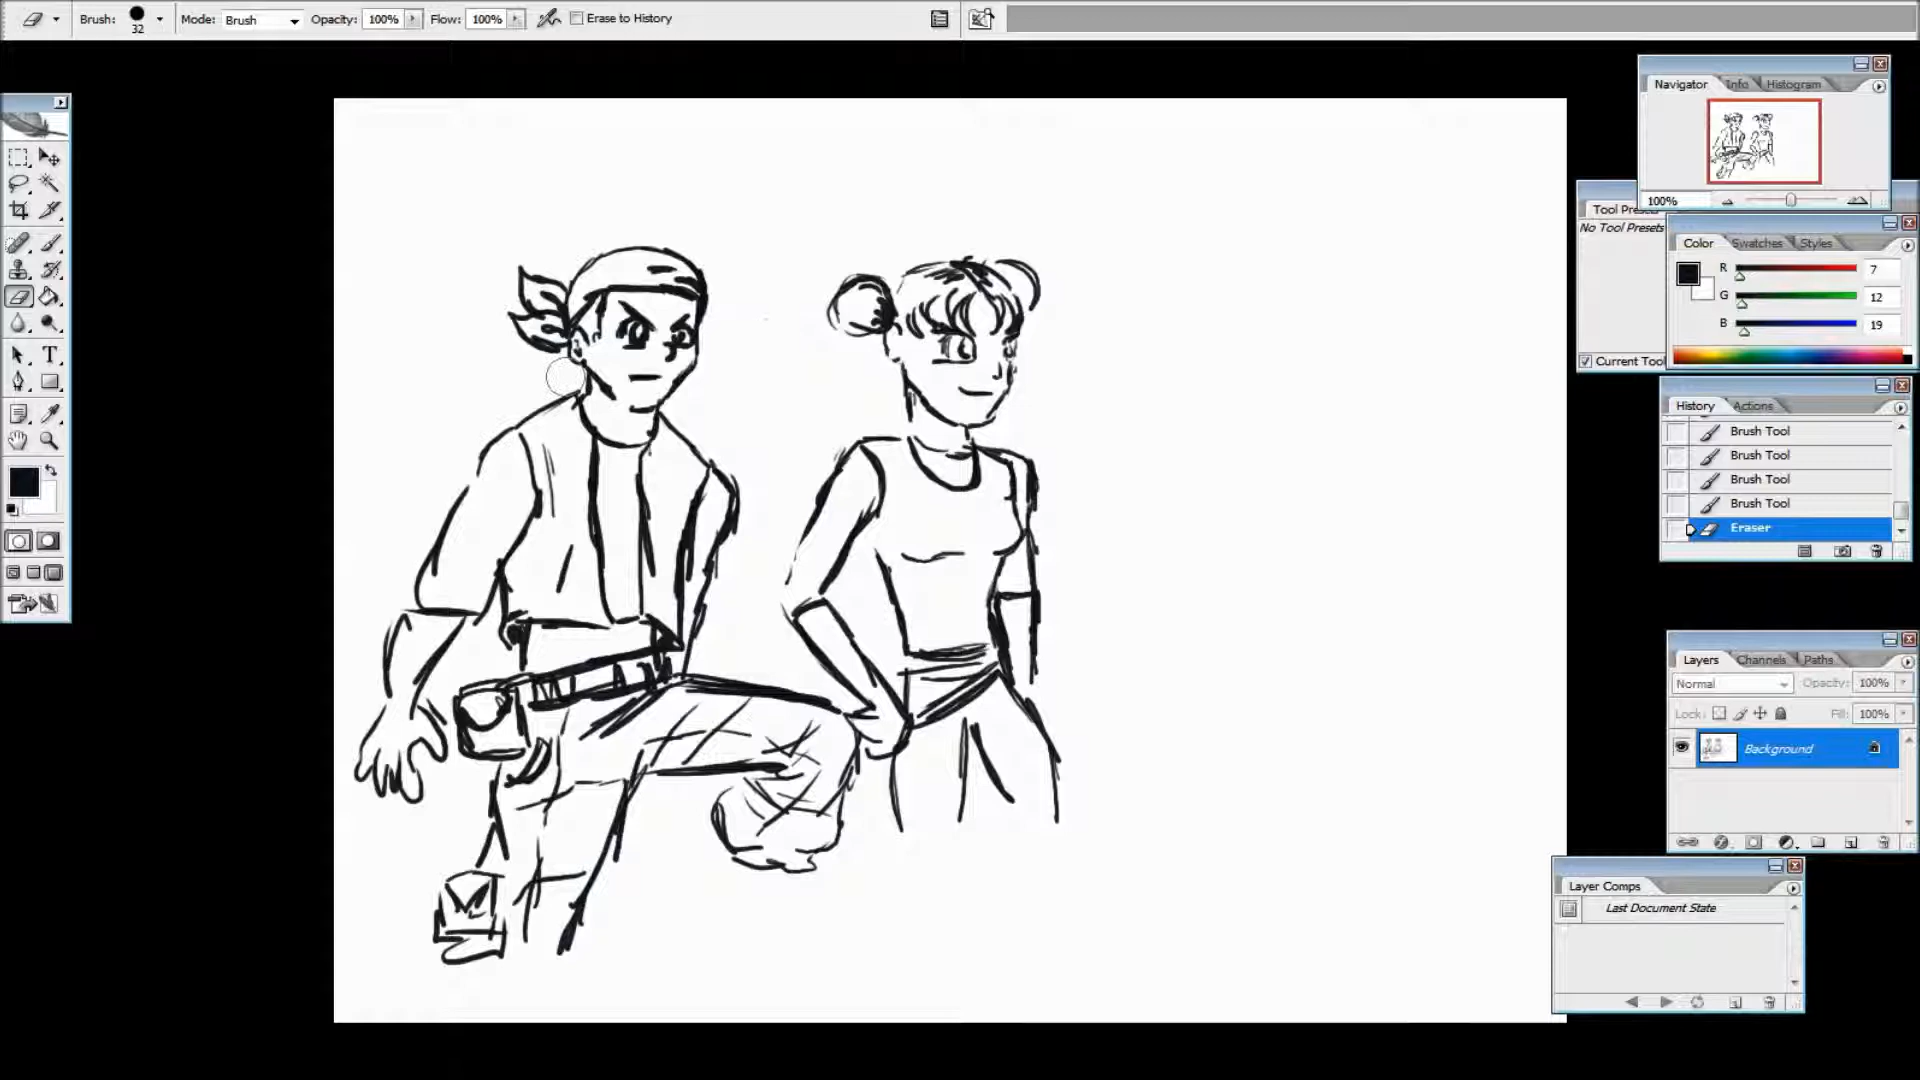 Brush: 32 Mode: Brush Opacity: 100% Flow: 100% Erase to History
Navigator Info Histogram
100%
Tool Prese
No Tool Presets
Current Tool
Color Swatches Styles
R 7
G 12
B 19
History Actions
Brush Tool
Brush Tool
Brush Tool
Brush Tool
Eraser
Layers Channels Paths
Normal Opacity: 100%
Lock: Fill: 100%
Background
Layer Comps
Last Document State